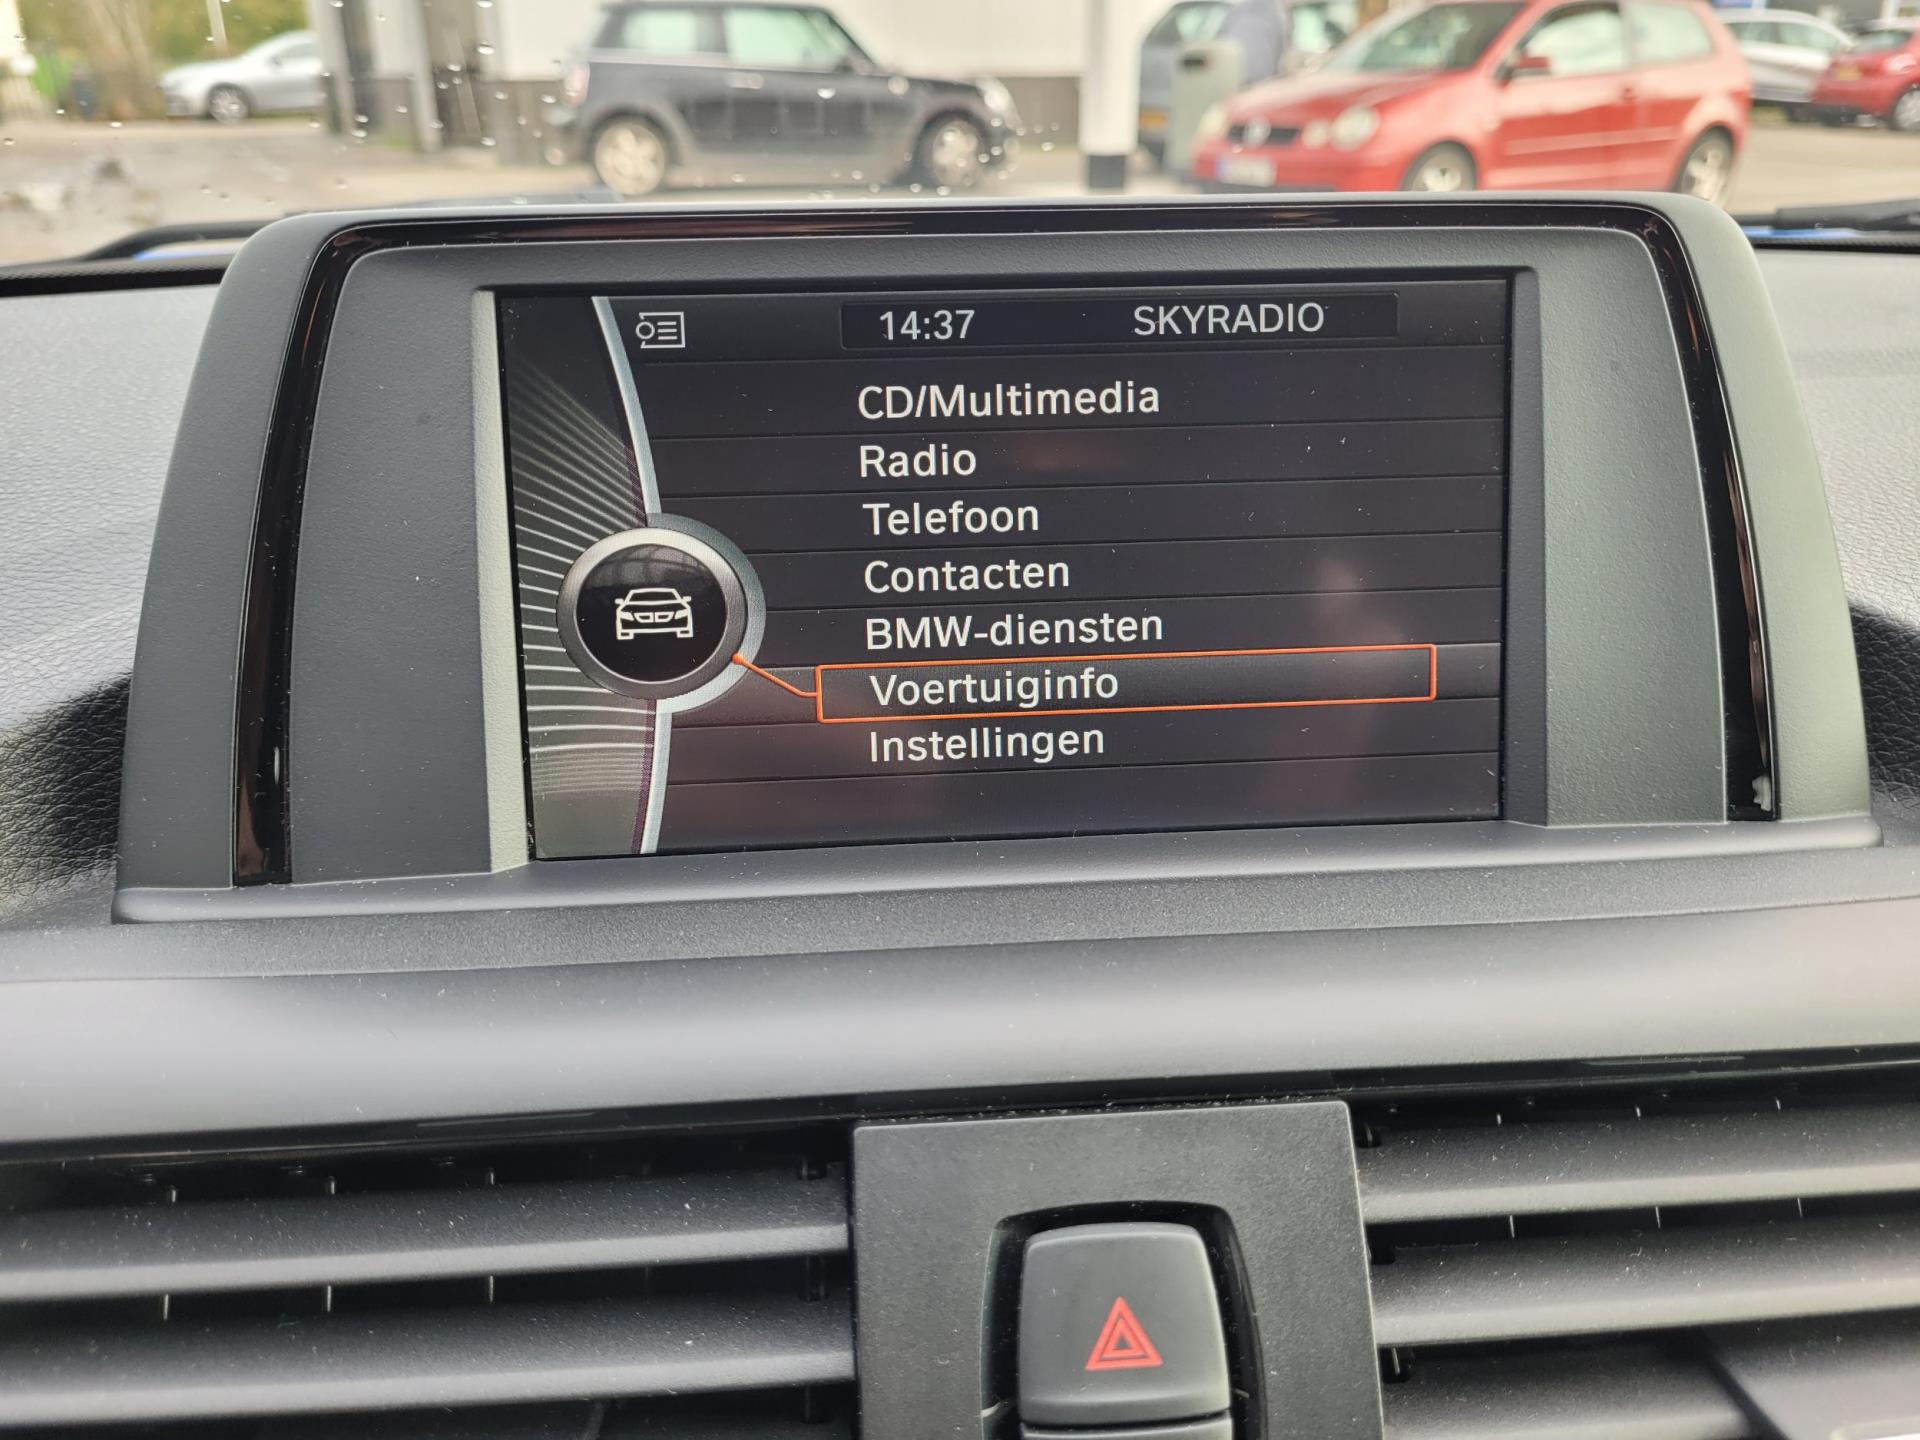 14:37 SKYRADIO
CD/Multimedia
Radio
Telefoon
Contacten
BMW-diensten
Voertuiginfo
Instellingen